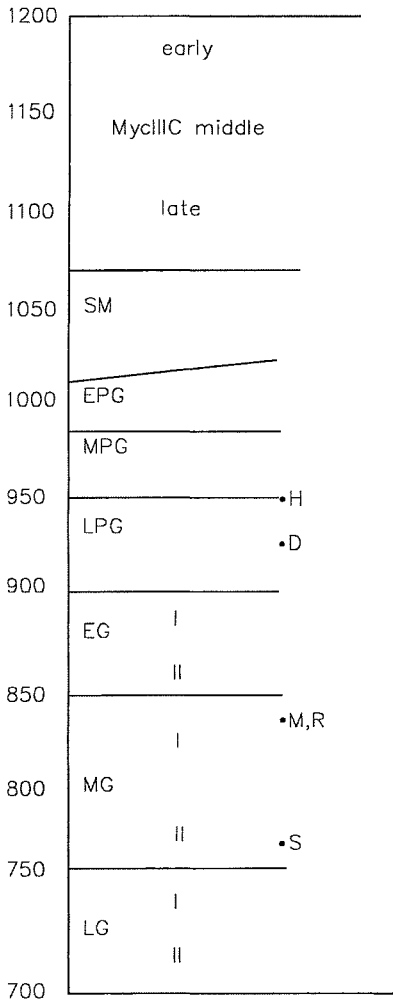 1200
early
1150
MycIIIC middle
1100
late
1050
SM
1000
EPG
MPG
950
H
LPG
D
900
I
EG
II
850
M,R
I
800
MG
II
S
750
I
LG
II
700